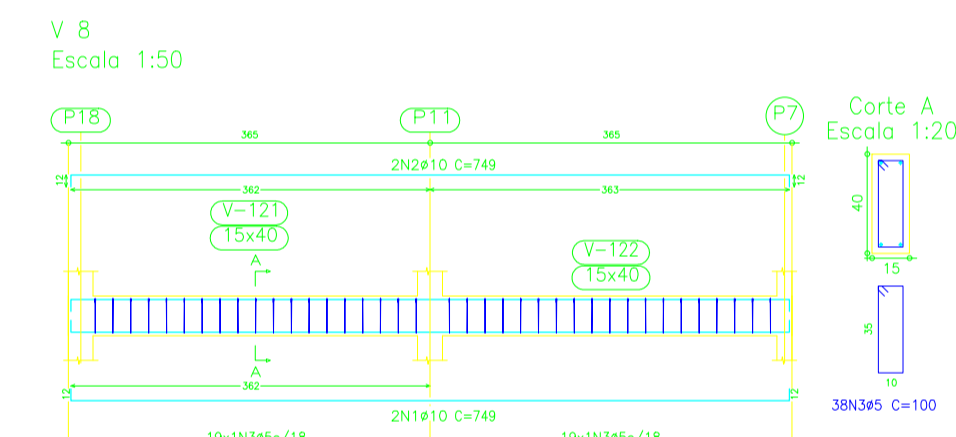 V 8
Escala 1:50
P18
P11
P7
365
365
2N2ø10 C=749
12
12
362
363
V-121
15x40
V-122
15x40
A
A
362
12
12
2N1ø10 C=749
Corte A
Escala 1:20
40
15
35
10
38N3ø5 C=100